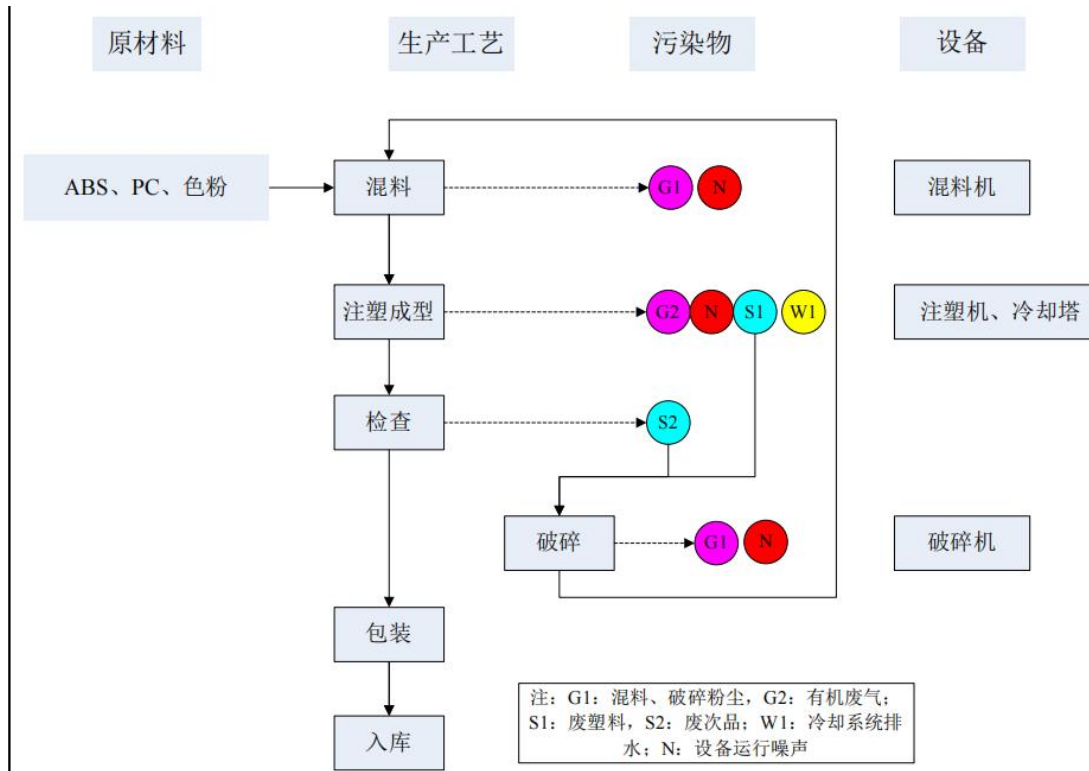 原材料
生产工艺
污染物
设备
ABS、PC、色粉
混料
G1
N
混料机
注塑成型
G2
N
S1
W1
注塑机、冷却塔
检查
S2
破碎
G1
N
破碎机
包装
入库
注：G1：混料、破碎粉尘，G2：有机废气；
S1：废塑料，S2：废次品；W1：冷却系统排
水；N：设备运行噪声